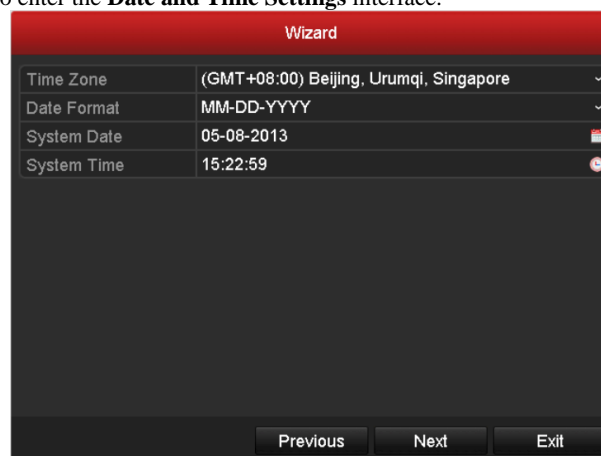 o enter the Date and Time Settings interface.
Wizard
Time Zone (GMT+08:00) Beijing, Urumqi, Singapore
Date Format MM-DD-YYYY
System Date 05-08-2013
System Time 15:22:59
Previous Next Exit